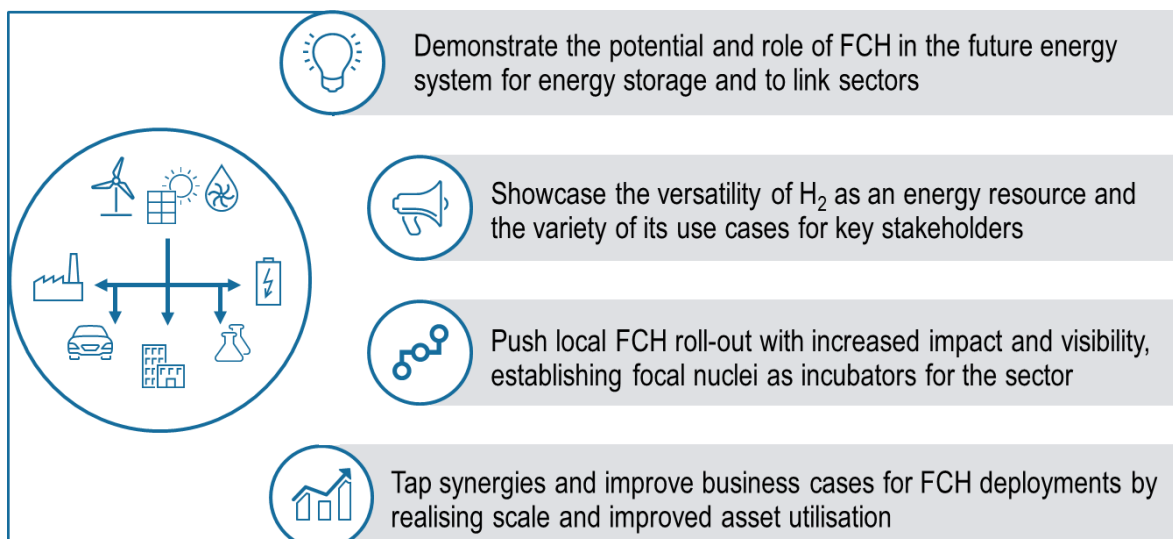 Demonstrate the potential and role of FCH in the future energy
system for energy storage and to link sectors
Showcase the versatility of H₂ as an energy resource and
the variety of its use cases for key stakeholders
Push local FCH roll-out with increased impact and visibility,
establishing focal nuclei as incubators for the sector
Tap synergies and improve business cases for FCH deployments by
realising scale and improved asset utilisation